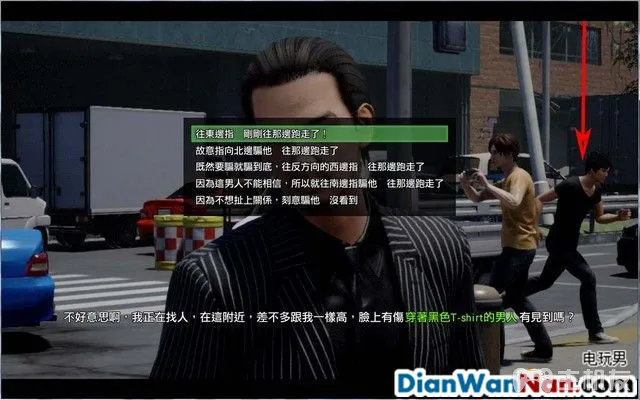 往東邊指　剛剛往那邊跑走了！
故意指向北邊騙他　往那邊跑走了
既然要騙就騙到底，往反方向的西邊指　往那邊跑走了
因為這男人不能相信，所以就往南邊指騙他　往那邊跑走了
因為不想扯上關係，刻意騙他　沒看到
不好意思啊，我正在找人，在這附近，差不多跟我一樣高，臉上有傷穿著黑色T-shirt的男人有見到嗎？
电玩男
DianWanNan.com